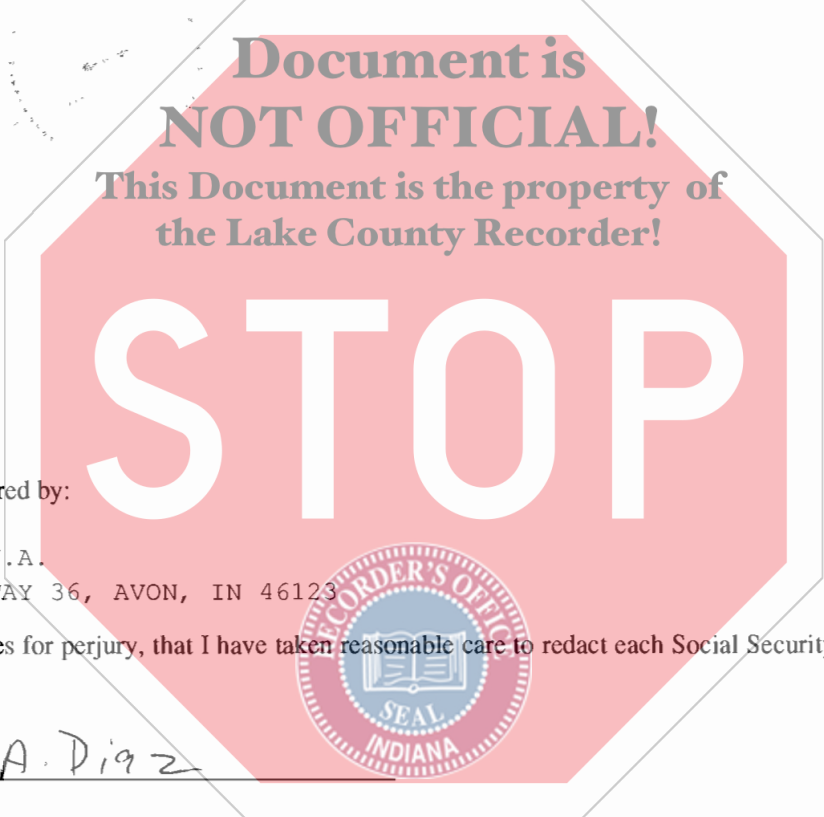 Document is
NOT OFFICIAL!
This Document is the property of
the Lake County Recorder!
STOP
red by:
.A.
AY 36, AVON, IN 46123
es for perjury, that I have taken reasonable care to redact each Social Security
RECORDER'S OFFICE
SEAL
INDIANA
A. Diaz